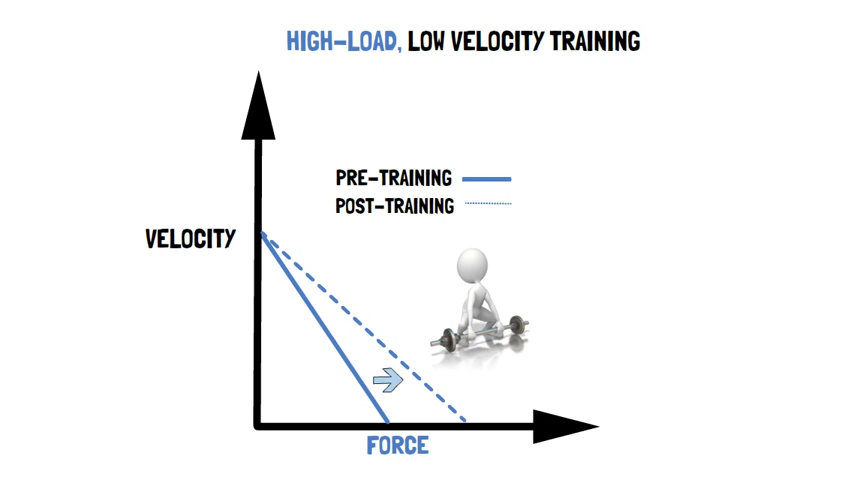 HIGH-LOAD, LOW VELOCITY TRAINING
PRE-TRAINING
POST-TRAINING
VELOCITY
FORCE